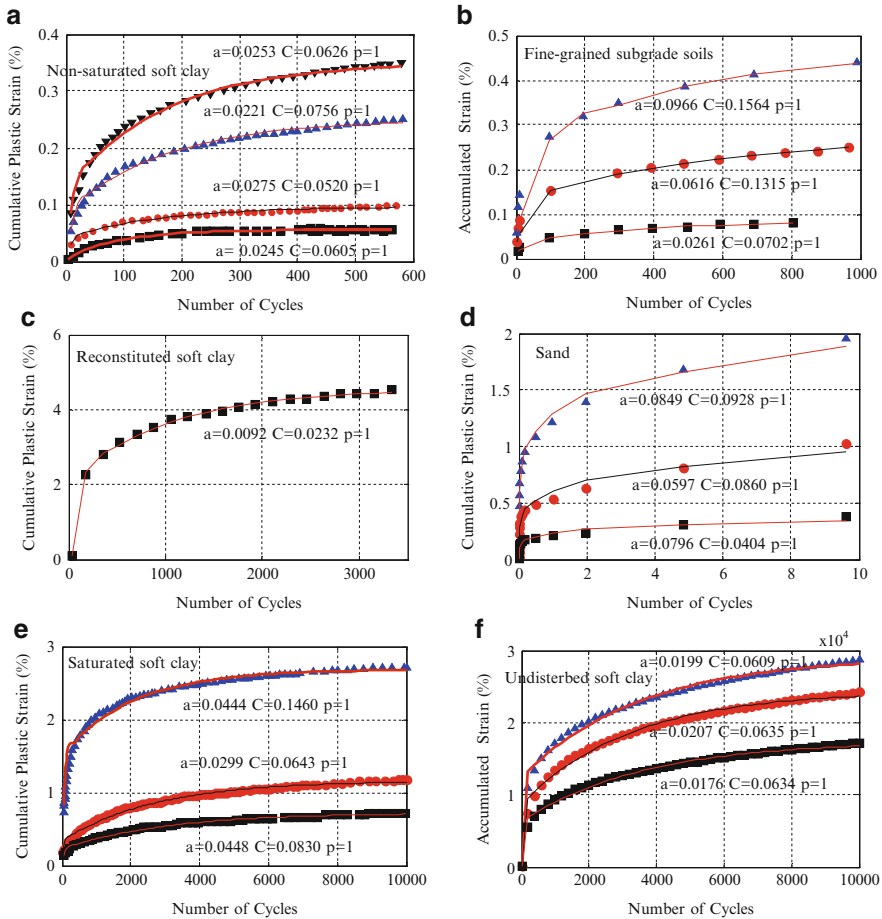 a
0.4
0.3
0.2
0.1
0
Cumulative Plastic Strain (%)
Non-saturated soft clay
a=0.0253 C=0.0626 p=1
a=0.0221 C=0.0756 p=1
a=0.0275 C=0.0520 p=1
a= 0.0245 C=0.0605 p=1
0 100 200 300 400 500 600
Number of Cycles
b
0.5
0.4
0.3
0.2
0.1
0
Accumulated Strain (%)
Fine-grained subgrade soils
a=0.0966 C=0.1564 p=1
a=0.0616 C=0.1315 p=1
a=0.0261 C=0.0702 p=1
0 200 400 600 800 1000
Number of Cycles
c
6
4
2
0
Cumulative Plastic Strain (%)
Reconstituted soft clay
a=0.0092 C=0.0232 p=1
0 1000 2000 3000
Number of Cycles
d
2
1.5
1
0.5
0
Cumulative Plastic Strain (%)
Sand
a=0.0849 C=0.0928 p=1
a=0.0597 C=0.0860 p=1
a=0.0796 C=0.0404 p=1
0 2 4 6 8 10
Number of Cycles
e
3
2
1
0
Cumulative Plastic Strain (%)
Saturated soft clay
a=0.0444 C=0.1460 p=1
a=0.0299 C=0.0643 p=1
a=0.0448 C=0.0830 p=1
0 2000 4000 6000 8000 10000
Number of Cycles
f
x10⁴
3
2
1
0
Accumulated Strain (%)
Undisterbed soft clay
a=0.0199 C=0.0609 p=1
a=0.0207 C=0.0635 p=1
a=0.0176 C=0.0634 p=1
0 2000 4000 6000 8000 10000
Number of Cycles